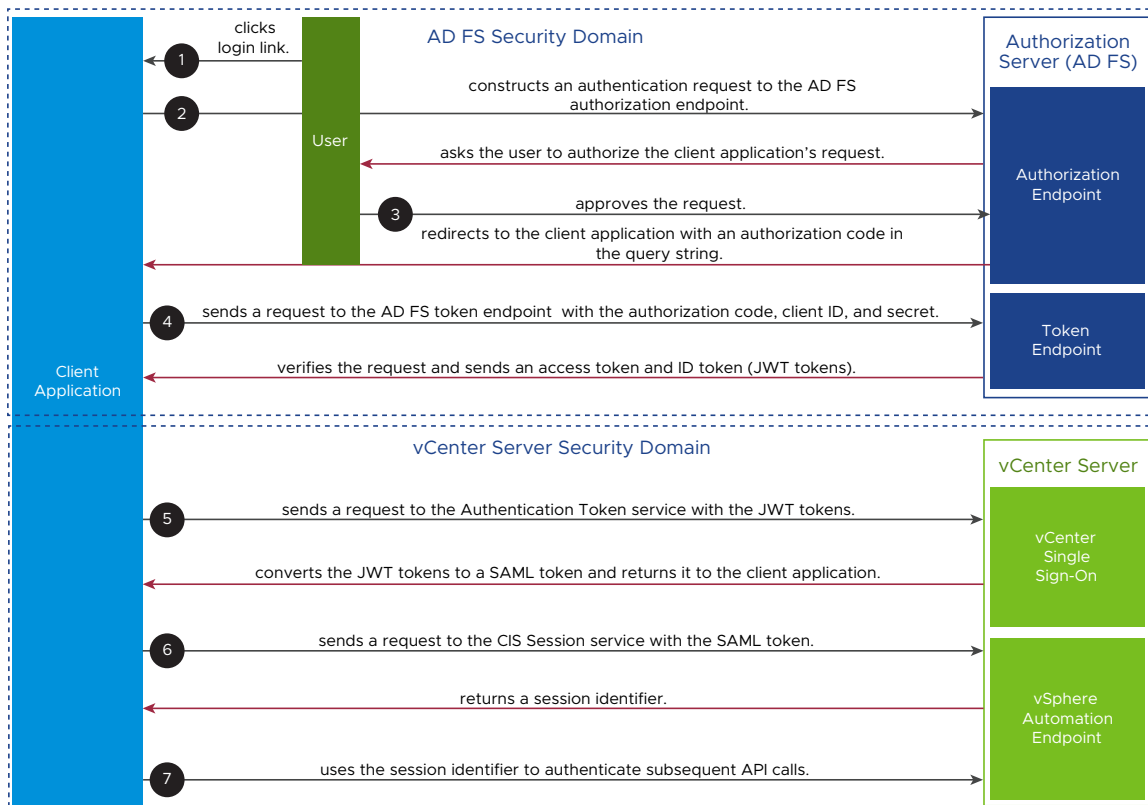 clicks
login link.
AD FS Security Domain
Authorization
Server (AD FS)
1
constructs an authentication request to the AD FS
authorization endpoint.
2
User
asks the user to authorize the client application's request.
Authorization
Endpoint
approves the request.
3
redirects to the client application with an authorization code in
the query string.
sends a request to the AD FS token endpoint  with the authorization code, client ID, and secret.
4
Token
Endpoint
verifies the request and sends an access token and ID token (JWT tokens).
Client
Application
vCenter Server Security Domain
vCenter Server
sends a request to the Authentication Token service with the JWT tokens.
5
vCenter
Single
Sign-On
converts the JWT tokens to a SAML token and returns it to the client application.
sends a request to the CIS Session service with the SAML token.
6
returns a session identifier.
vSphere
Automation
Endpoint
uses the session identifier to authenticate subsequent API calls.
7